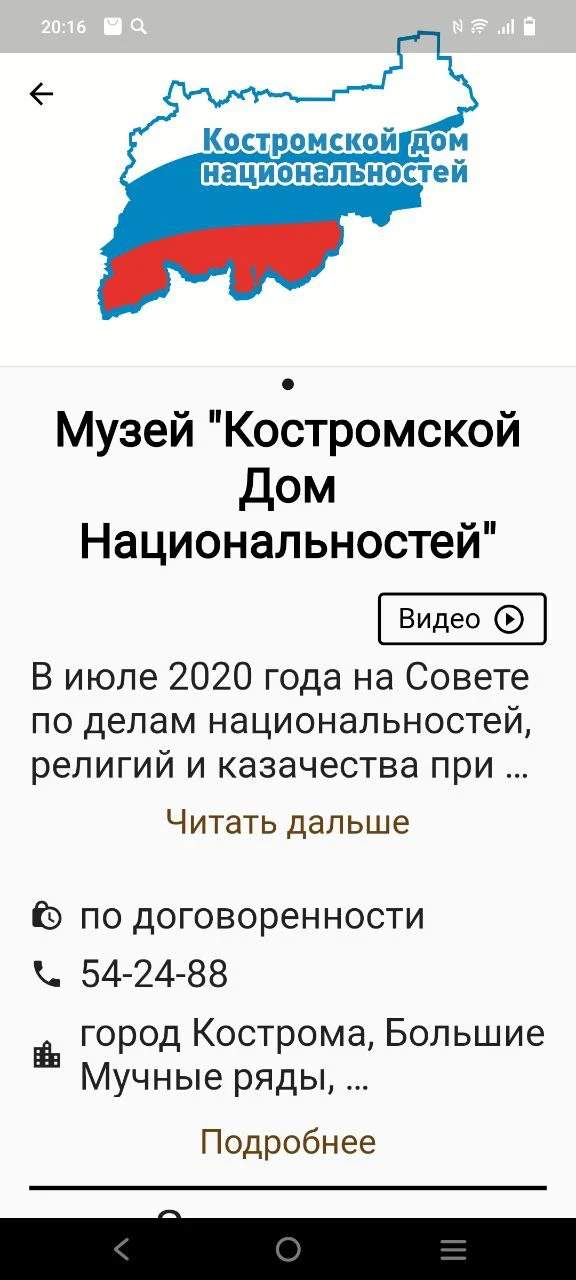 20:16
Костромской дом
национальностей
Музей "Костромской
Дом
Национальностей"
Видео
В июле 2020 года на Совете
по делам национальностей,
религий и казачества при ...
Читать дальше
по договоренности
54-24-88
город Кострома, Большие
Мучные ряды, ...
Подробнее